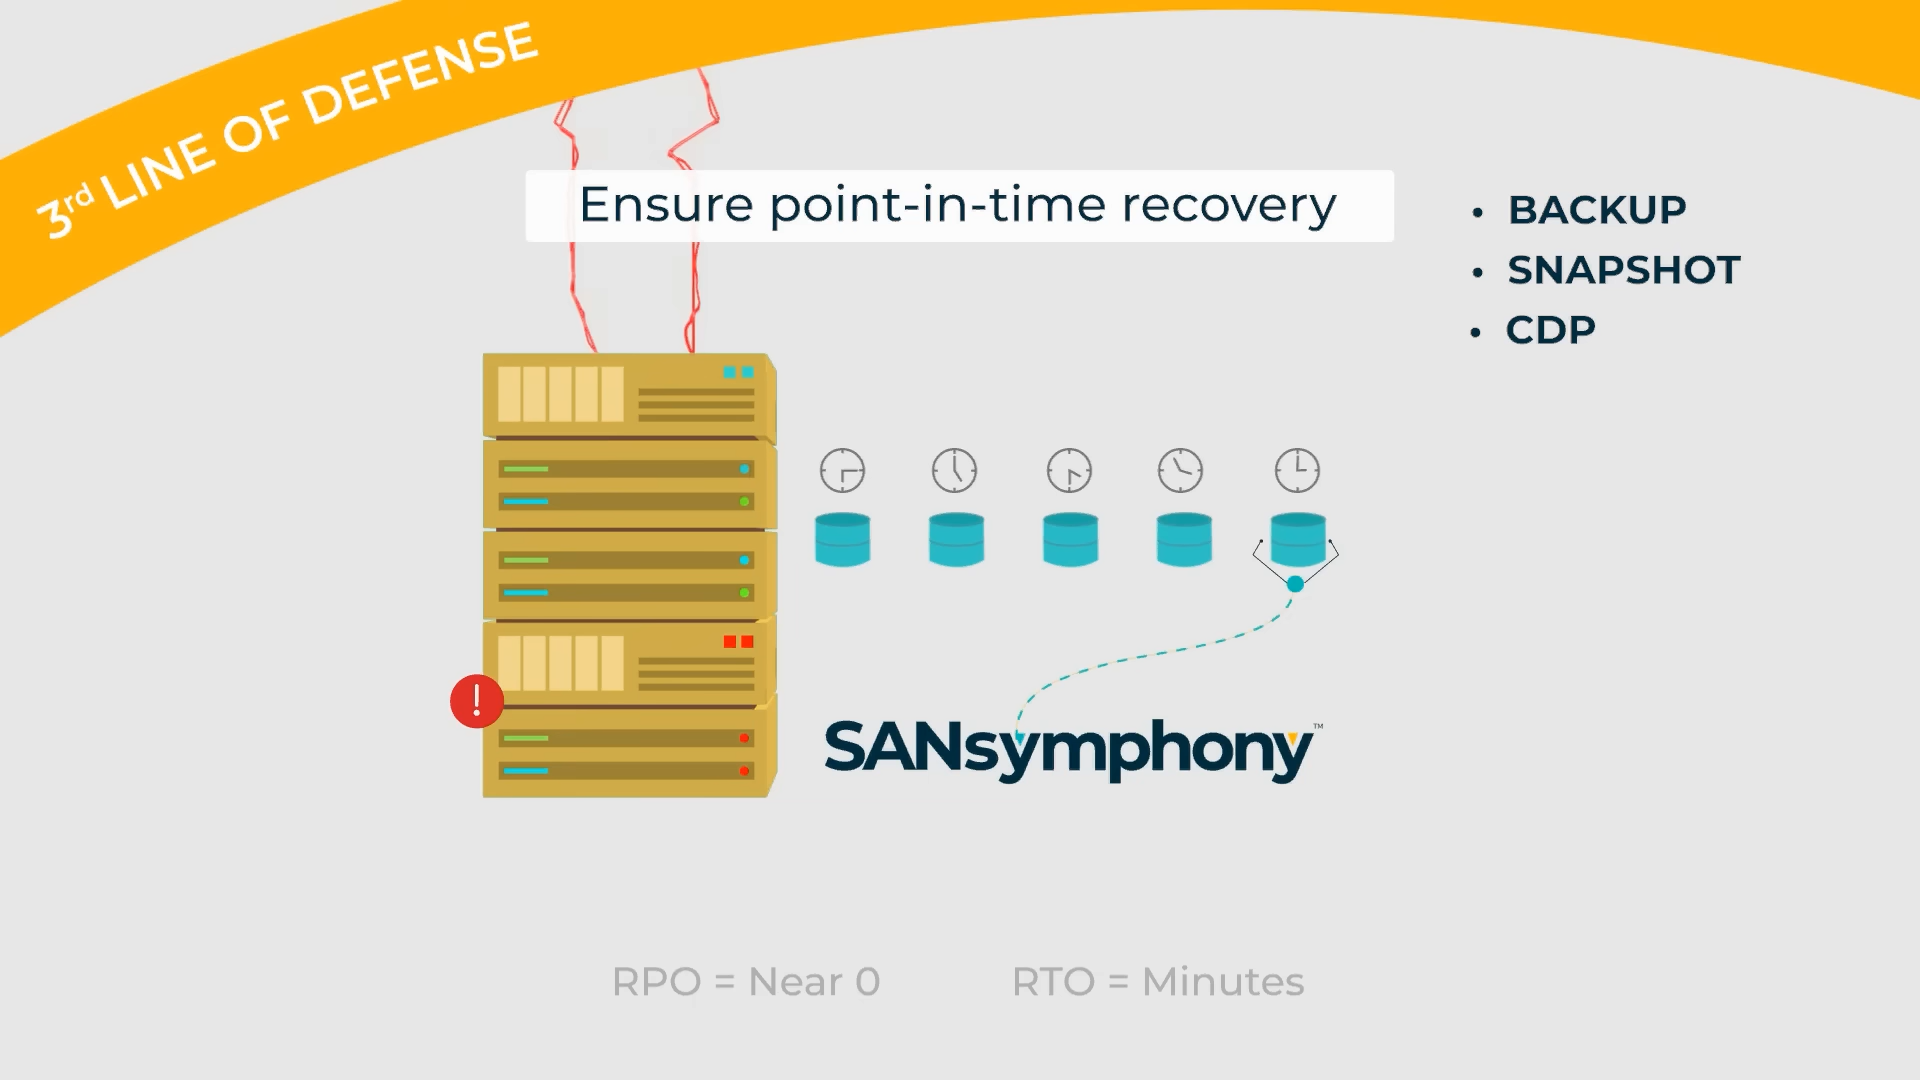 3rd LINE OF DEFENSE
Ensure point-in-time recovery
• BACKUP
• SNAPSHOT
• CDP
!
SANsymphony™
RPO = Near 0
RTO = Minutes